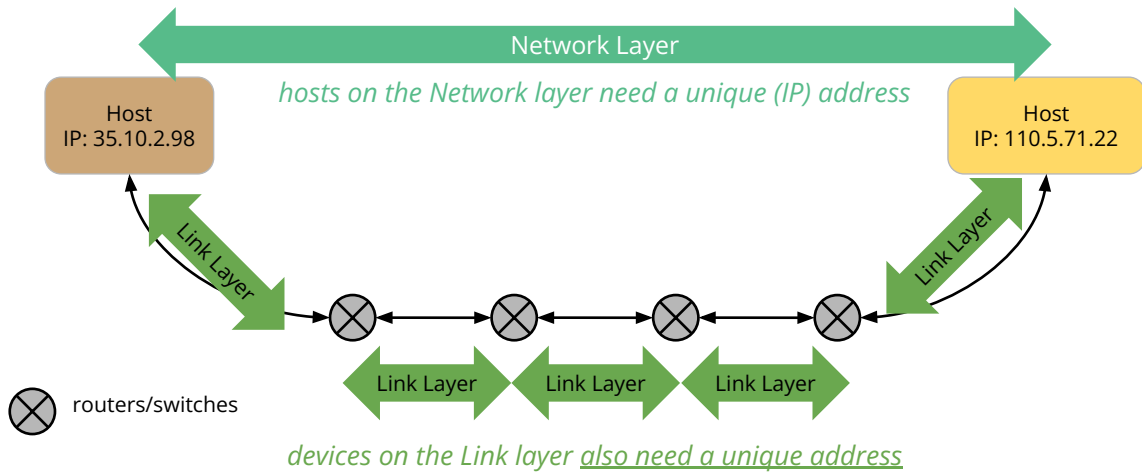 Network Layer
hosts on the Network layer need a unique (IP) address
Host
IP: 35.10.2.98
Host
IP: 110.5.71.22
Link Layer
Link Layer
Link Layer
Link Layer
Link Layer
routers/switches
devices on the Link layer also need a unique address